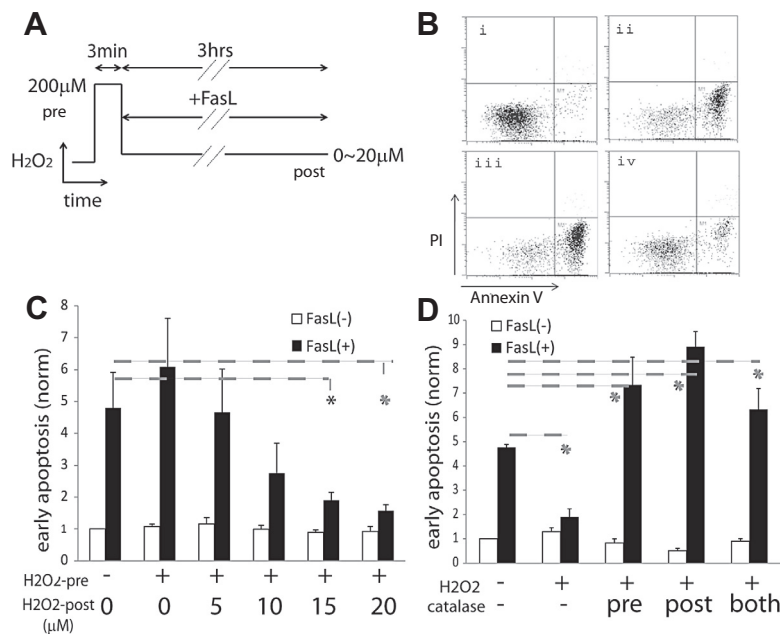 A
3min
3hrs
200μM
pre
+FasL
H2O2
0~20μM
post
time
B
i
ii
iii
iv
PI
Annexin V
C
early apoptosis (norm)
8
7
6
5
4
3
2
1
0
FasL(-)
FasL(+)
* *
H2O2-pre - + + + + +
H2O2-post 0 0 5 10 15 20
(μM)
D
early apoptosis (norm)
10
9
8
7
6
5
4
3
2
1
0
FasL(-)
FasL(+)
* * * *
H2O2 - + + + +
catalase - - pre post both